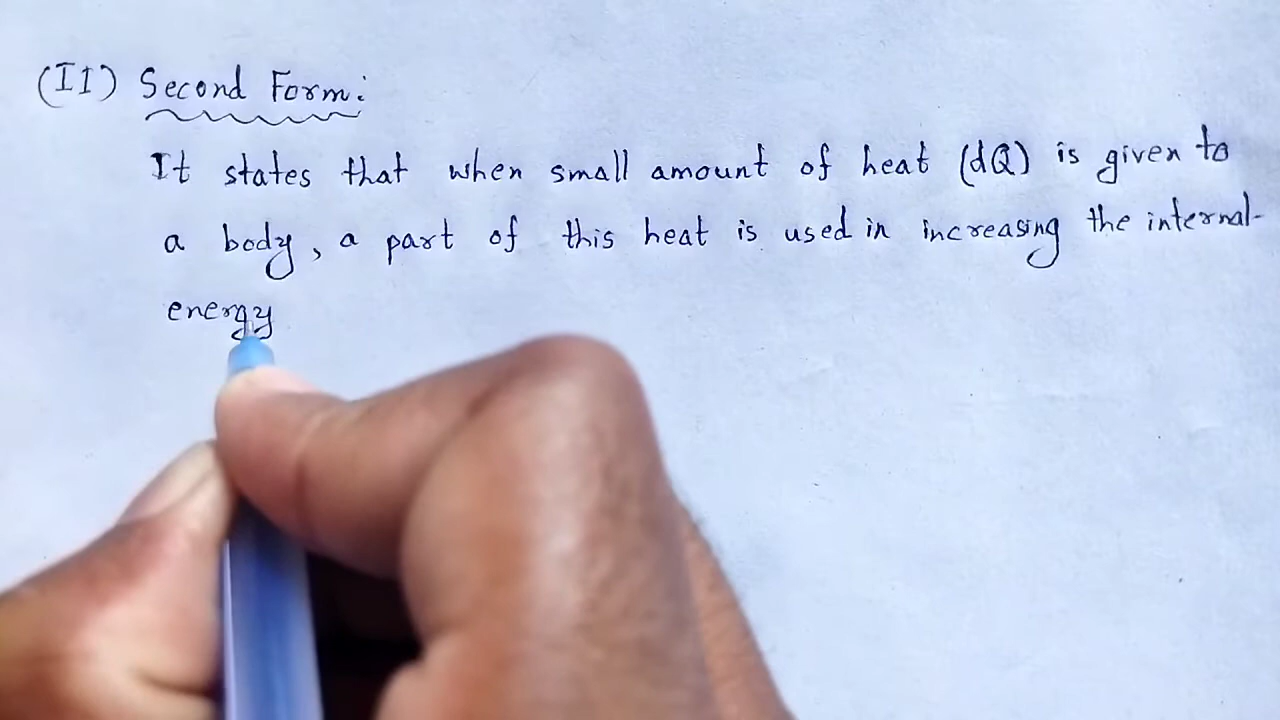 (II) Second Form:
It states that when small amount of heat (dQ) is given to
a body, a part of this heat is used in increasing the internal-
energy